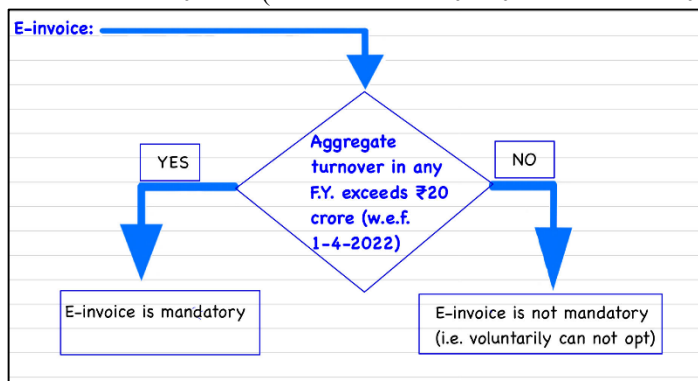 E-invoice:
Aggregate
turnover in any
F.Y. exceeds ₹20
crore (w.e.f.
1-4-2022)
YES
NO
E-invoice is mandatory
E-invoice is not mandatory
(i.e. voluntarily can not opt)